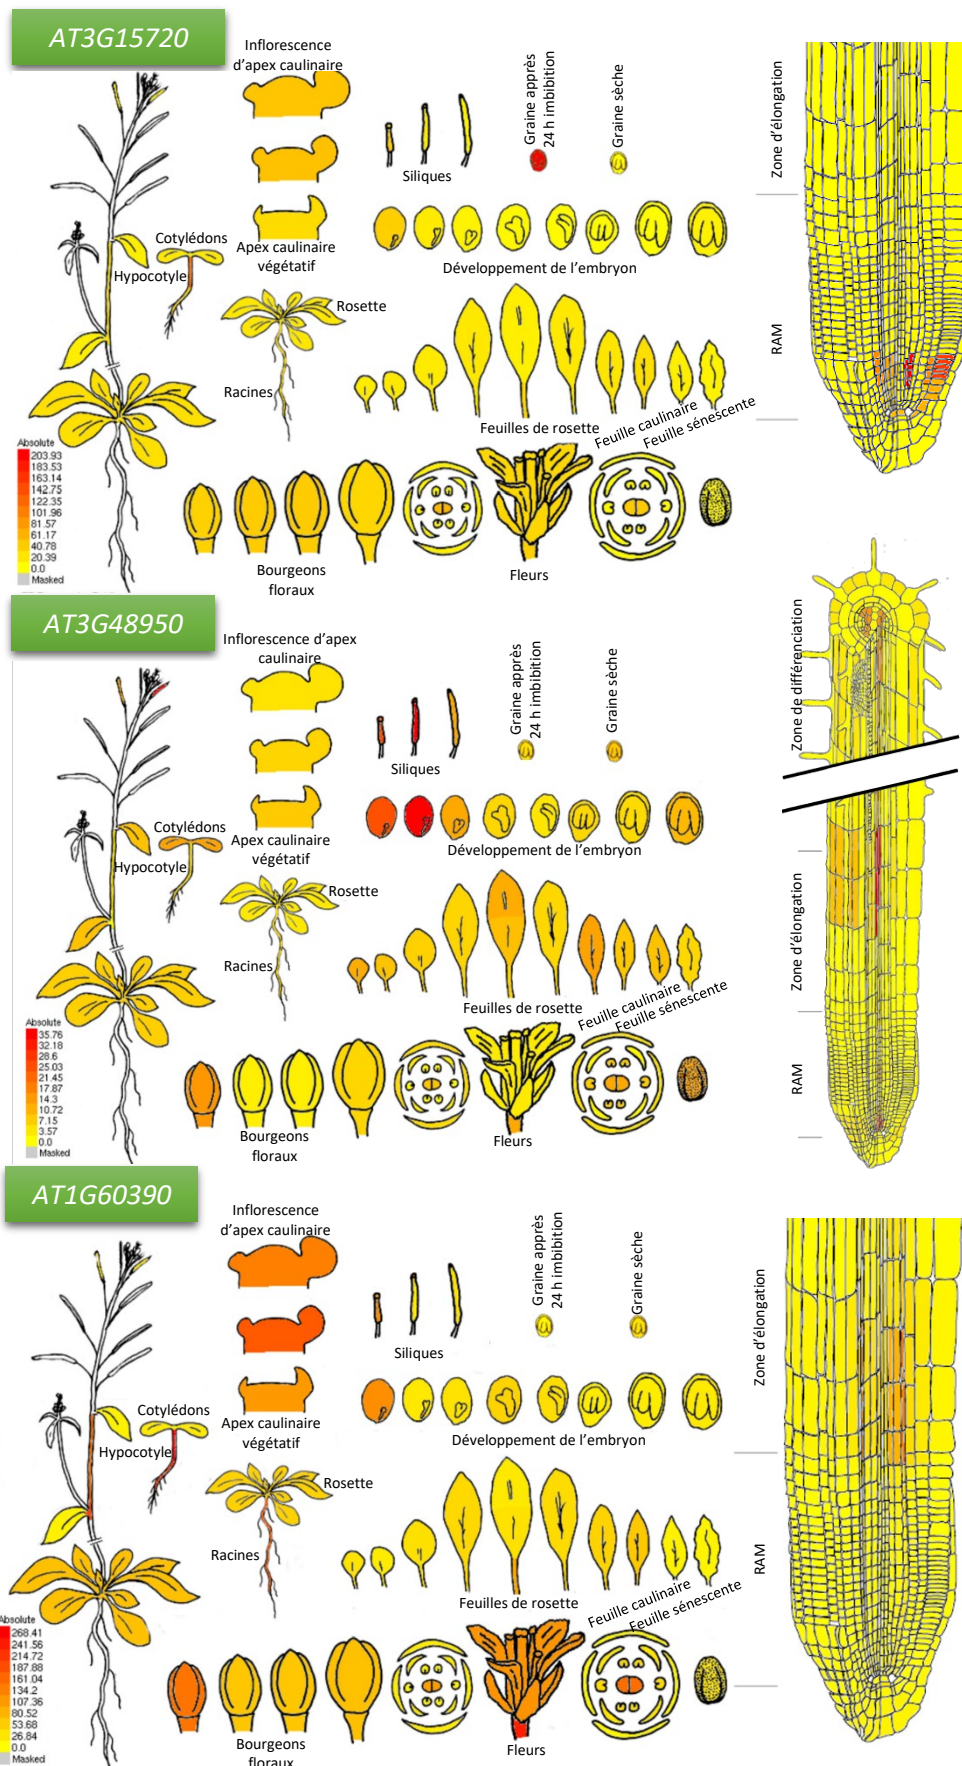 AT3G15720
Inflorescence
d'apex caulinaire
Graine apprès
24 h imbibition
Graine sèche
Siliques
Cotylédons
Hypocotyle
Apex caulinaire
végétatif
Développement de l'embryon
Rosette
Racines
Feuilles de rosette
Feuille caulinaire
Feuille sénescente
Absolute
203.93
183.53
163.14
142.75
122.35
101.96
81.57
61.17
40.78
20.39
0.0
Masked
Bourgeons
floraux
Fleurs
Zone d'élongation
RAM
AT3G48950
Inflorescence d'apex
caulinaire
Graine apprès
24 h imbibition
Graine sèche
Siliques
Cotylédons
Hypocotyle
Apex caulinaire
végétatif
Développement de l'embryon
Rosette
Racines
Feuilles de rosette
Feuille caulinaire
Feuille sénescente
Absolute
35.76
32.18
28.6
25.03
21.45
17.87
14.3
10.72
7.15
3.57
0.0
Masked
Bourgeons
floraux
Fleurs
Zone de différenciation
Zone d'élongation
RAM
AT1G60390
Inflorescence
d'apex caulinaire
Graine apprès
24 h imbibition
Graine sèche
Siliques
Cotylédons
Hypocotyle
Apex caulinaire
végétatif
Développement de l'embryon
Rosette
Racines
Feuilles de rosette
Feuille caulinaire
Feuille sénescente
Absolute
268.41
241.56
214.72
187.88
161.04
134.2
107.36
80.52
53.68
26.84
0.0
Masked
Bourgeons
floraux
Fleurs
Zone d'élongation
RAM